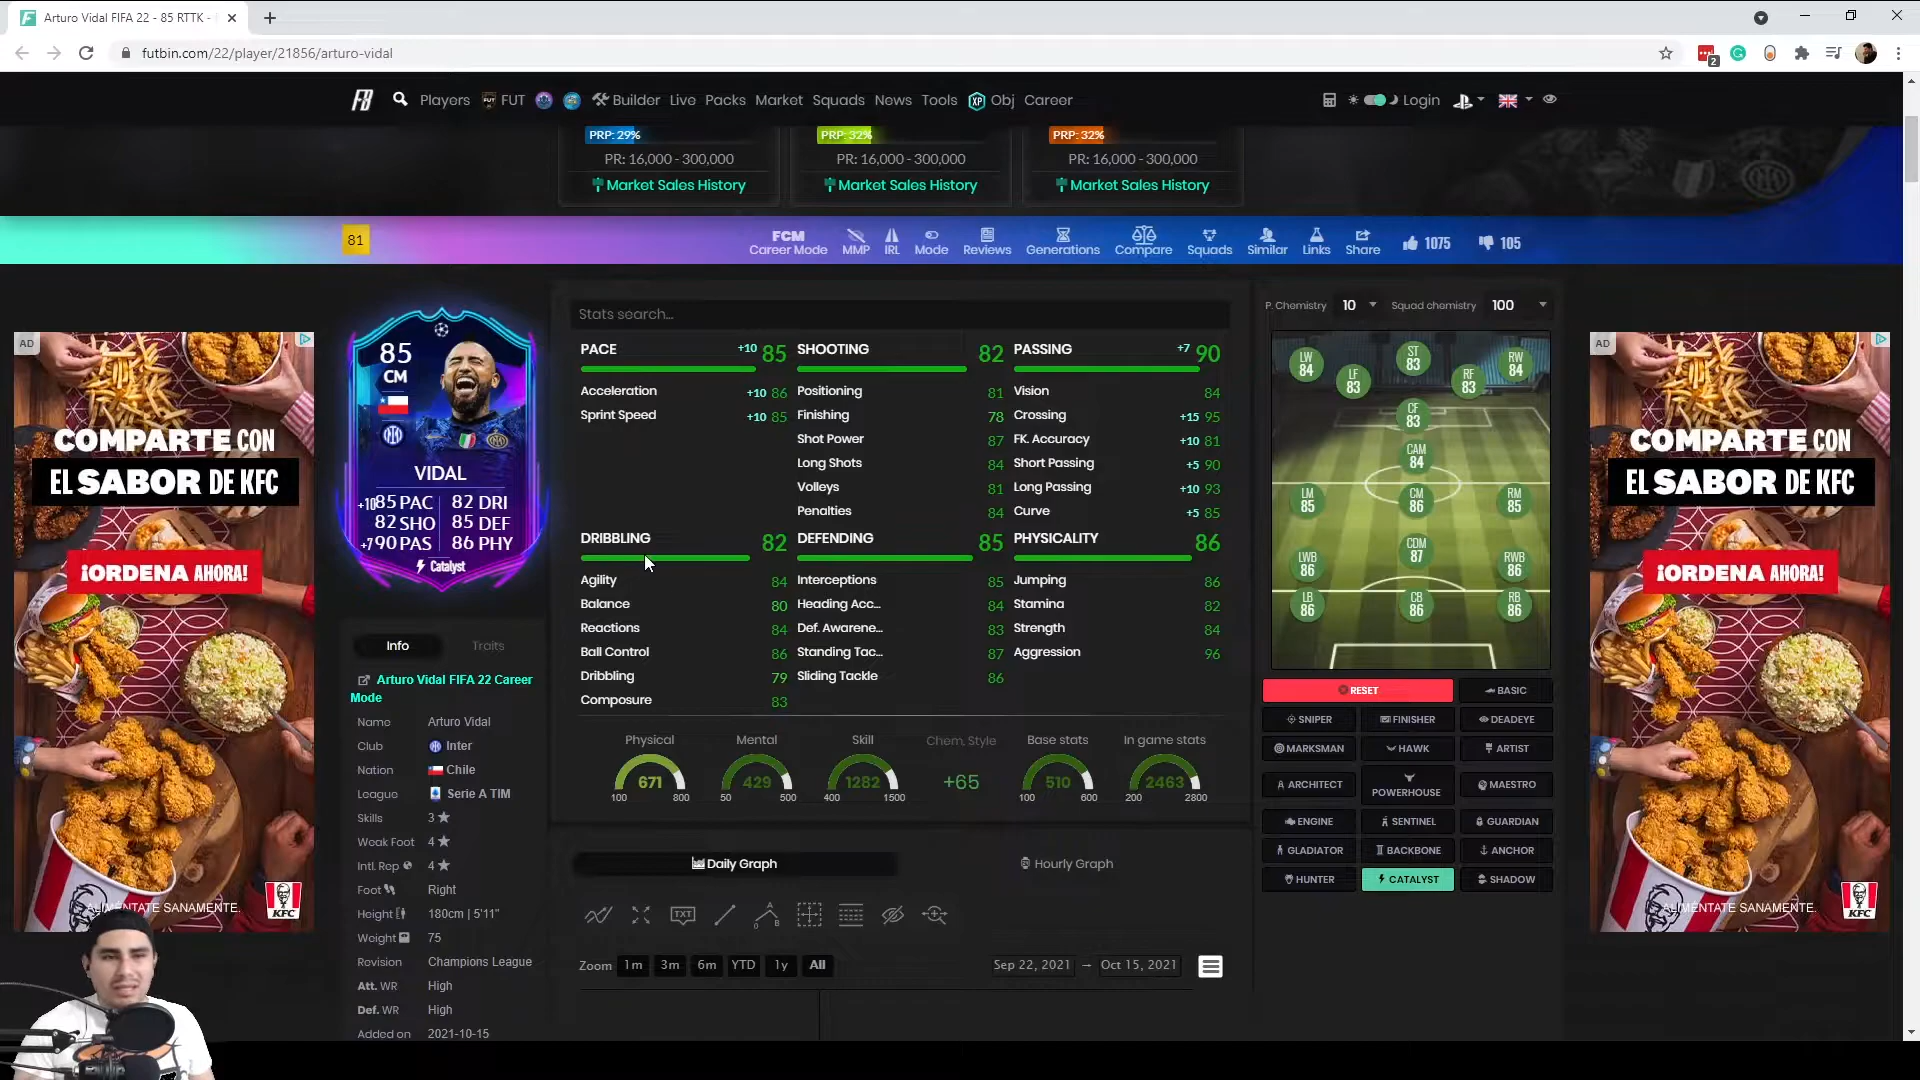 Arturo Vidal FIFA 22 - 85 RTTK -
futbin.com/22/player/21856/arturo-vidal
2
Players FUT Builder Live Packs Market Squads News Tools XP Obj Career Login
PRP: 29% PRP: 32% PRP: 32%
PR: 16,000 - 300,000 PR: 16,000 - 300,000 PR: 16,000 - 300,000
Market Sales History Market Sales History Market Sales History
81
FCM
Career Mode MMP IRL Mode Reviews Generations Compare Squads Similar Links Share 1075 105
AD
COMPARTE CON
EL SABOR DE KFC
¡ORDENA AHORA!
ALIMÉNTATE SANAMENTE.
KFC
85
CM
VIDAL
+10 85 PAC 82 DRI
82 SHO 85 DEF
+7 90 PAS 86 PHY
Catalyst
Info Traits
Arturo Vidal FIFA 22 Career
Mode
Name Arturo Vidal
Club Inter
Nation Chile
League Serie A TIM
Skills 3
Weak Foot 4
Intl. Rep 4
Foot Right
Height 180cm | 5'11"
Weight 75
Revision Champions League
Att. WR High
Def. WR High
Added on 2021-10-15
Stats search...
PACE +10 85
Acceleration +10 86
Sprint Speed +10 85
SHOOTING 82
Positioning 81
Finishing 78
Shot Power 87
Long Shots 84
Volleys 81
Penalties 84
PASSING +7 90
Vision 84
Crossing +15 95
FK. Accuracy +10 81
Short Passing +5 90
Long Passing +10 93
Curve +5 85
DRIBBLING 82
Agility 84
Balance 80
Reactions 84
Ball Control 86
Dribbling 79
Composure 83
DEFENDING 85
Interceptions 85
Heading Acc... 84
Def. Awarene... 83
Standing Tac... 87
Sliding Tackle 86
PHYSICALITY 86
Jumping 86
Stamina 82
Strength 84
Aggression 96
Physical Mental Skill Chem. Style Base stats In game stats
671 429 1282 +65 510 2463
100 800 50 500 400 1500 100 600 200 2800
Daily Graph Hourly Graph
TXT
Zoom 1m 3m 6m YTD 1y All Sep 22, 2021 → Oct 15, 2021
P. Chemistry 10 Squad chemistry 100
LW 84
LF 83
ST 83
RF 83
RW 84
CF 83
CAM 84
LM 85
CM 86
RM 85
LWB 86
CDM 87
RWB 86
LB 86
CB 86
RB 86
RESET BASIC
SNIPER FINISHER DEADEYE
MARKSMAN HAWK ARTIST
ARCHITECT POWERHOUSE MAESTRO
ENGINE SENTINEL GUARDIAN
GLADIATOR BACKBONE ANCHOR
HUNTER CATALYST SHADOW
AD
COMPARTE CON
EL SABOR DE KFC
¡ORDENA AHORA!
ALIMÉNTATE SANAMENTE.
KFC